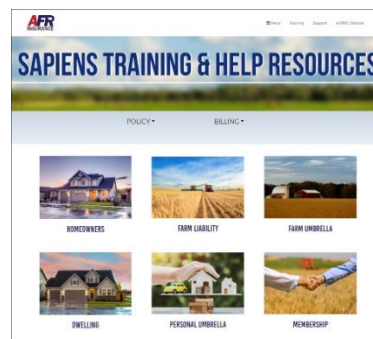 AFR
INSURANCE
Menu Training Support AFRMIC Website
SAPIENS TRAINING & HELP RESOURCES
POLICY BILLING
HOMEOWNERS FARM LIABILITY FARM UMBRELLA
DWELLING PERSONAL UMBRELLA MEMBERSHIP